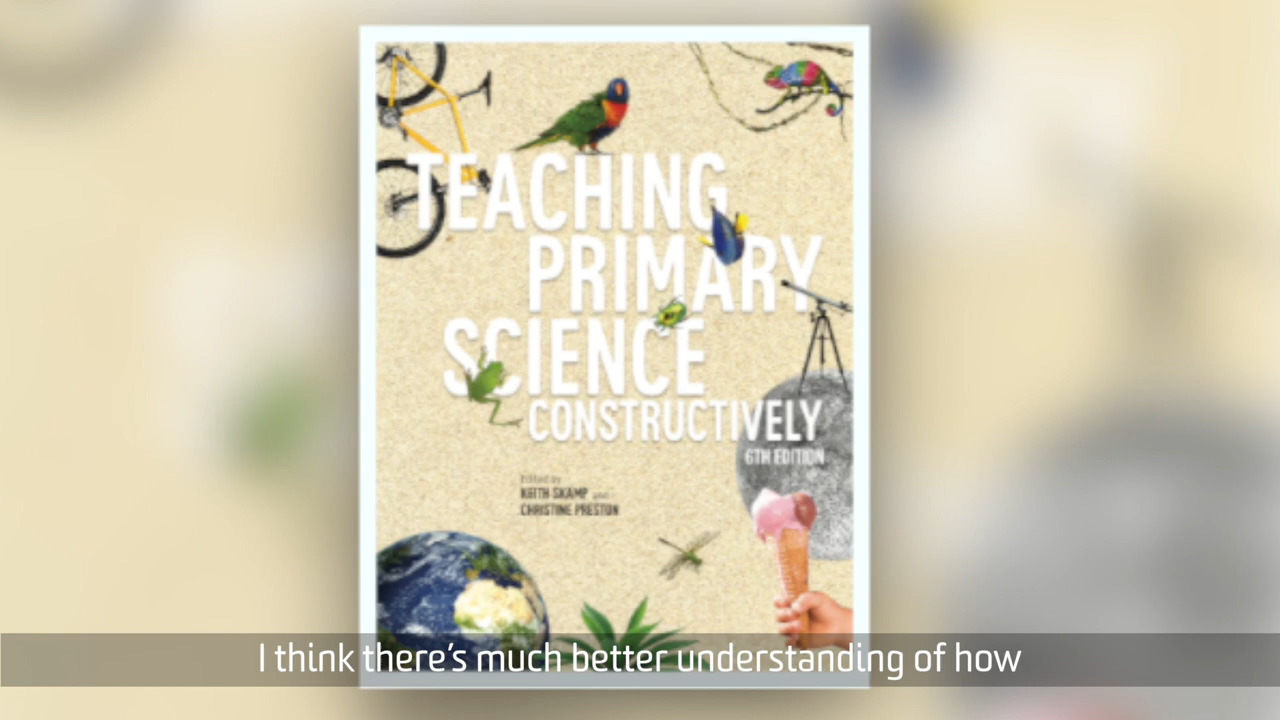 TEACHING
PRIMARY
SCIENCE
CONSTRUCTIVELY
6TH EDITION
Edited by
KEITH SKAMP and
CHRISTINE PRESTON
I think there's much better understanding of how